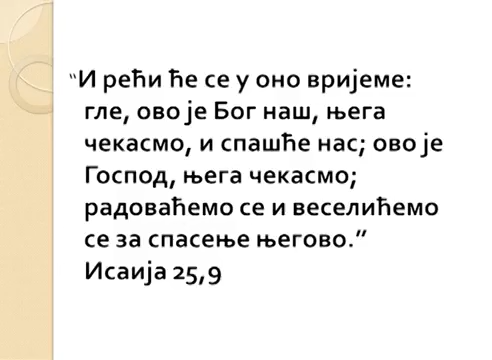 “И рећи ће се у оно вријеме:
гле, ово је Бог наш, њега
чекасмо, и спашће нас; ово је
Господ, њега чекасмо;
радоваћемо се и веселићемо
се за спасење његово.”
Исаија 25,9